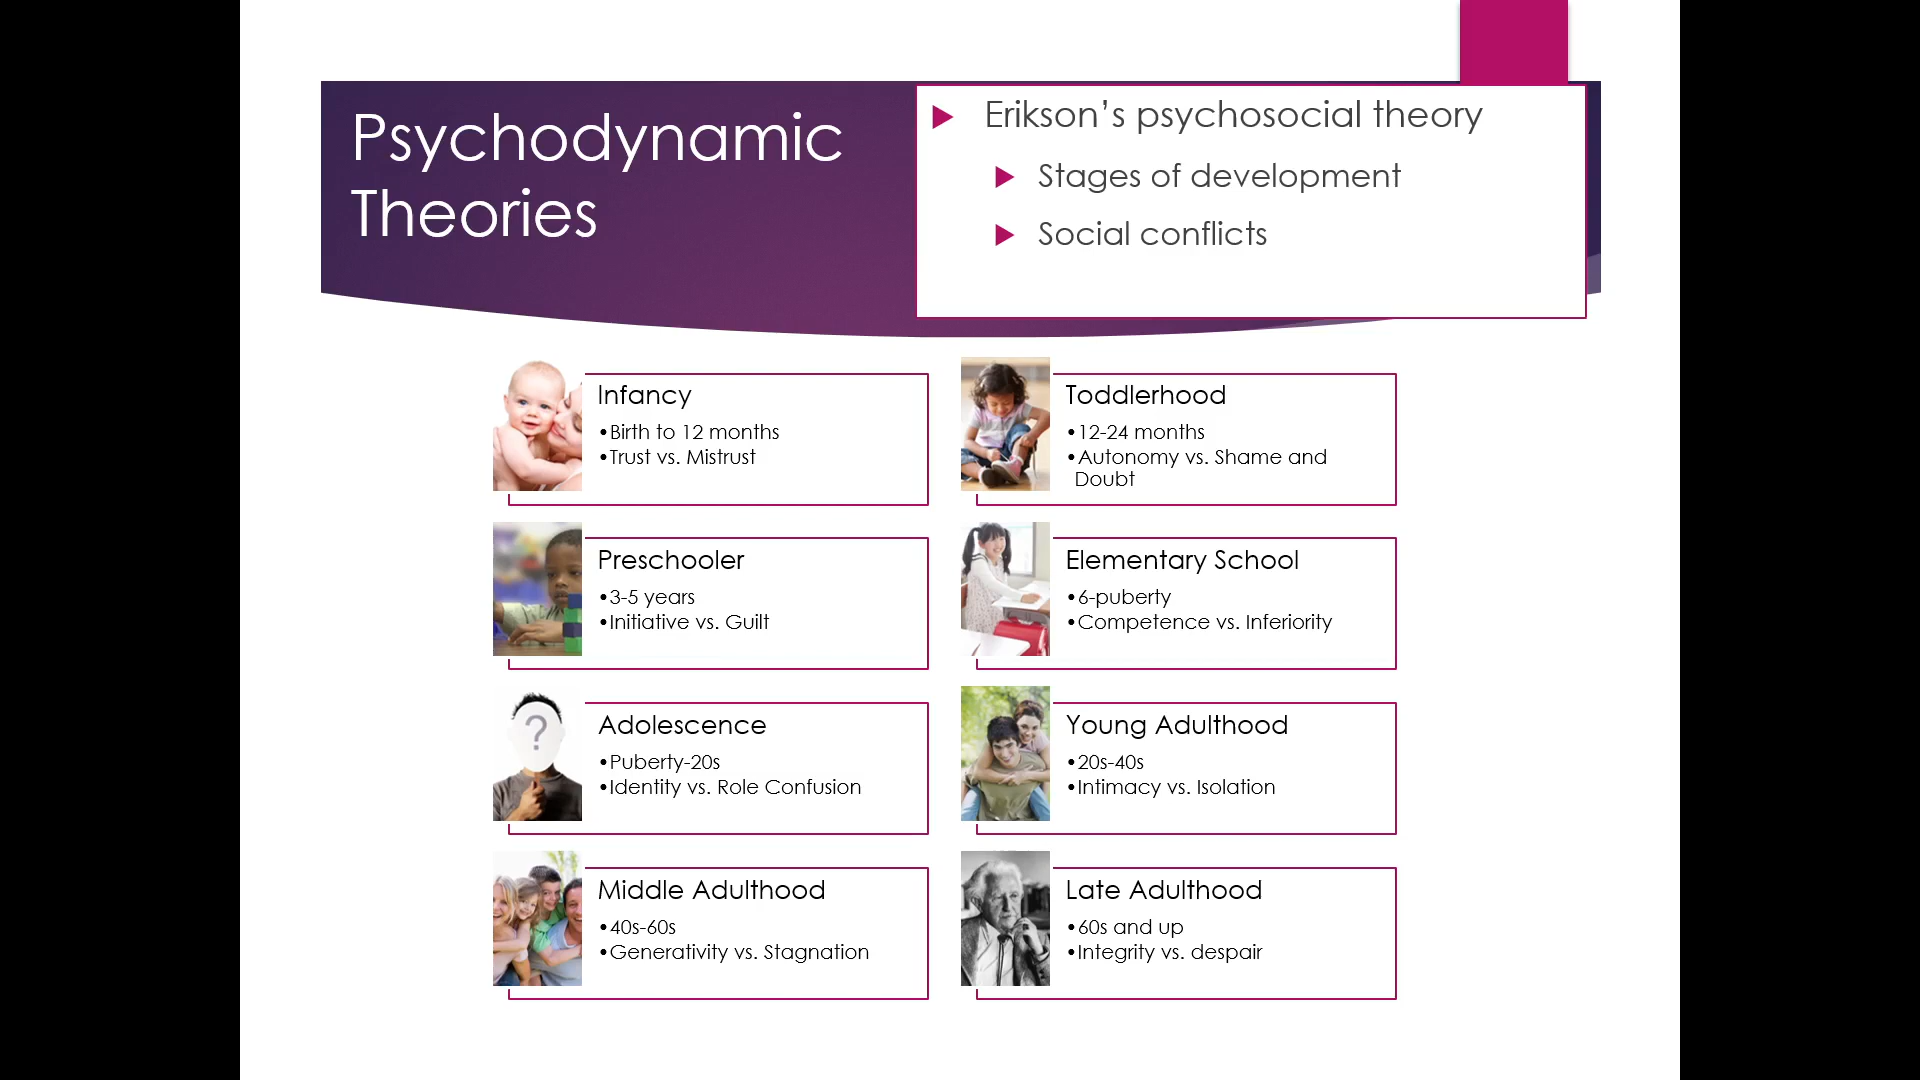 Psychodynamic
Theories
Erikson’s psychosocial theory
Stages of development
Social conflicts
Infancy
•Birth to 12 months
•Trust vs. Mistrust
Toddlerhood
•12-24 months
•Autonomy vs. Shame and
Doubt
Preschooler
•3-5 years
•Initiative vs. Guilt
Elementary School
•6-puberty
•Competence vs. Inferiority
Adolescence
•Puberty-20s
•Identity vs. Role Confusion
?
Young Adulthood
•20s-40s
•Intimacy vs. Isolation
Middle Adulthood
•40s-60s
•Generativity vs. Stagnation
Late Adulthood
•60s and up
•Integrity vs. despair